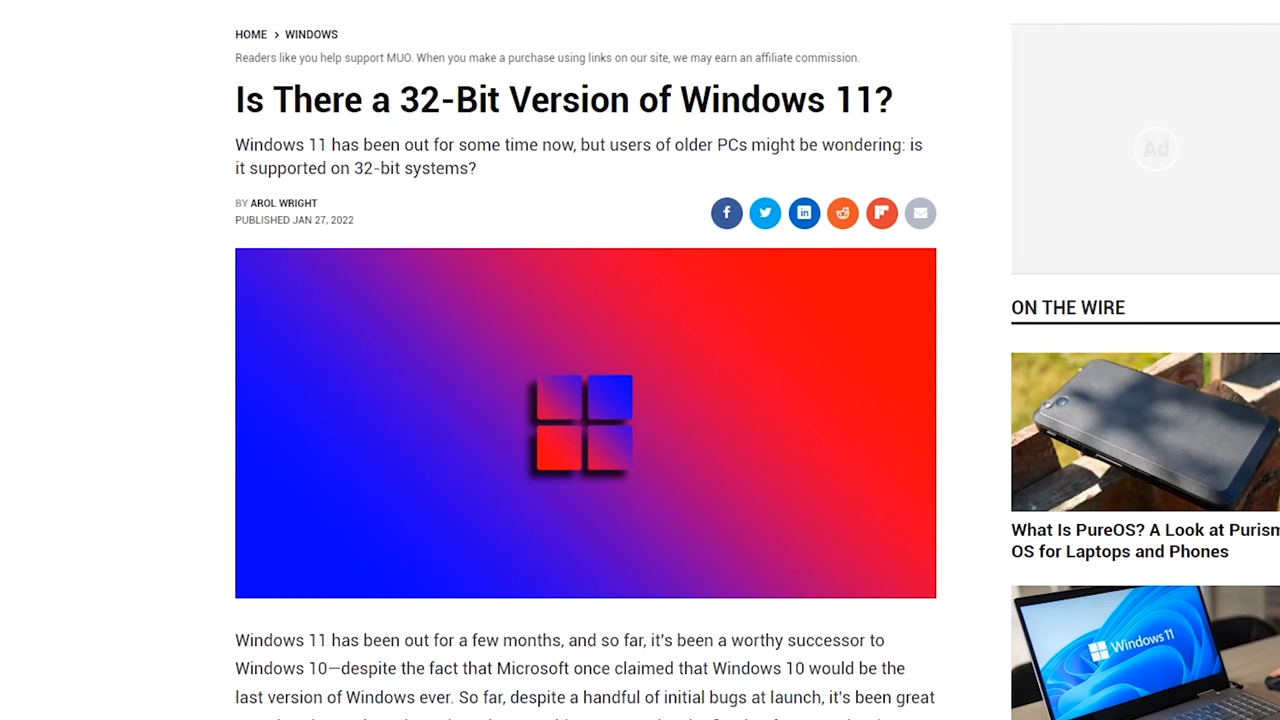 HOME > WINDOWS
Readers like you help support MUO. When you make a purchase using links on our site, we may earn an affiliate commission.
Is There a 32-Bit Version of Windows 11?
Windows 11 has been out for some time now, but users of older PCs might be wondering: is
it supported on 32-bit systems?
BY AROL WRIGHT
PUBLISHED JAN 27, 2022
Ad
ON THE WIRE
What Is PureOS? A Look at Purism
OS for Laptops and Phones
Windows 11
Windows 11 has been out for a few months, and so far, it's been a worthy successor to
Windows 10—despite the fact that Microsoft once claimed that Windows 10 would be the
last version of Windows ever. So far, despite a handful of initial bugs at launch, it's been great